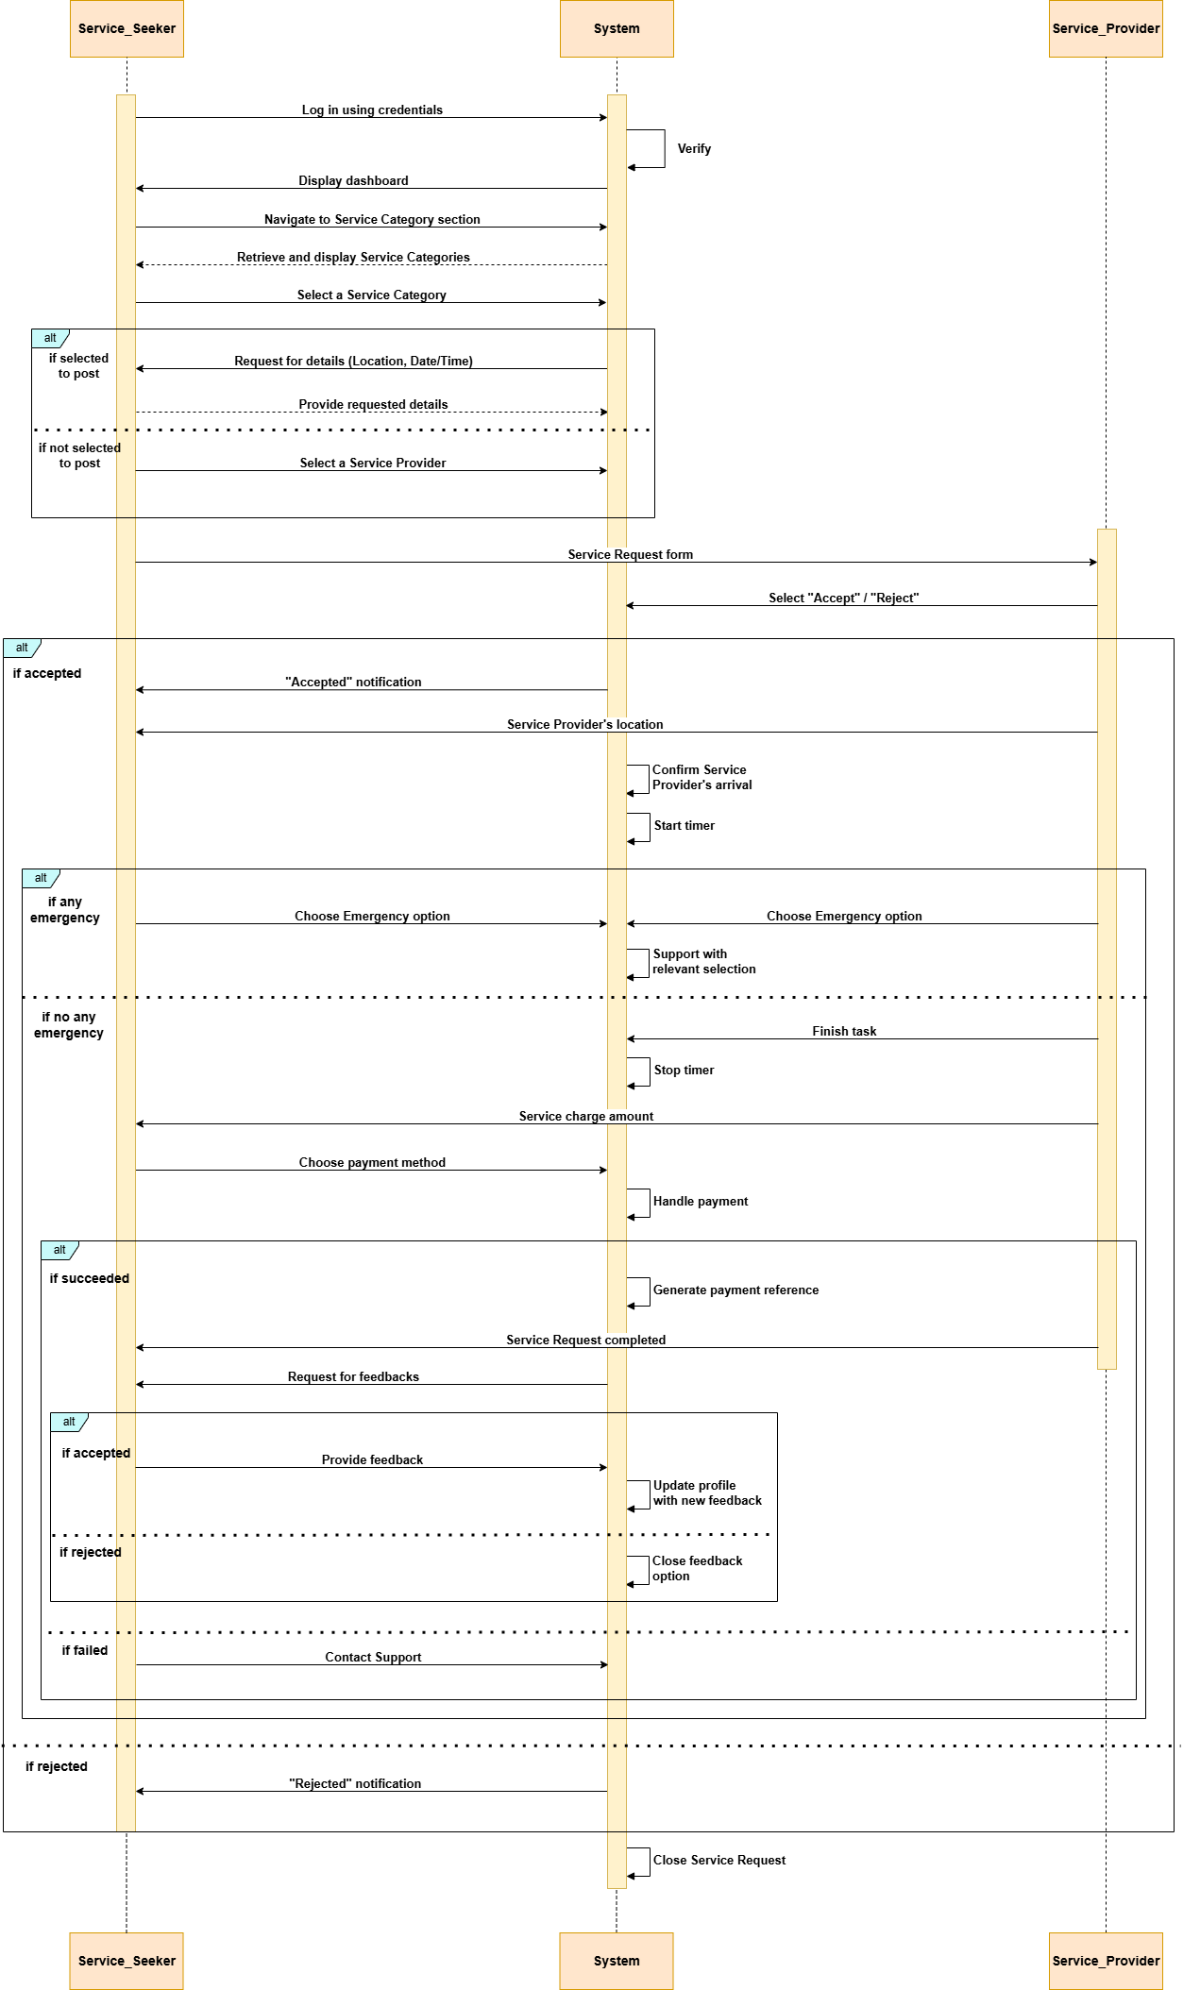 Service_Seeker
System
Service_Provider
Log in using credentials
Verify
Display dashboard
Navigate to Service Category section
Retrieve and display Service Categories
Select a Service Category
alt
if selected
to post
Request for details (Location, Date/Time)
Provide requested details
if not selected
to post
Select a Service Provider
Service Request form
Select "Accept" / "Reject"
alt
if accepted
"Accepted" notification
Service Provider's location
Confirm Service
Provider's arrival
Start timer
alt
if any
emergency
Choose Emergency option
Choose Emergency option
Support with
relevant selection
if no any
emergency
Finish task
Stop timer
Service charge amount
Choose payment method
Handle payment
alt
if succeeded
Generate payment reference
Service Request completed
Request for feedbacks
alt
if accepted
Provide feedback
Update profile
with new feedback
if rejected
Close feedback
option
if failed
Contact Support
if rejected
"Rejected" notification
Close Service Request
Service_Seeker
System
Service_Provider